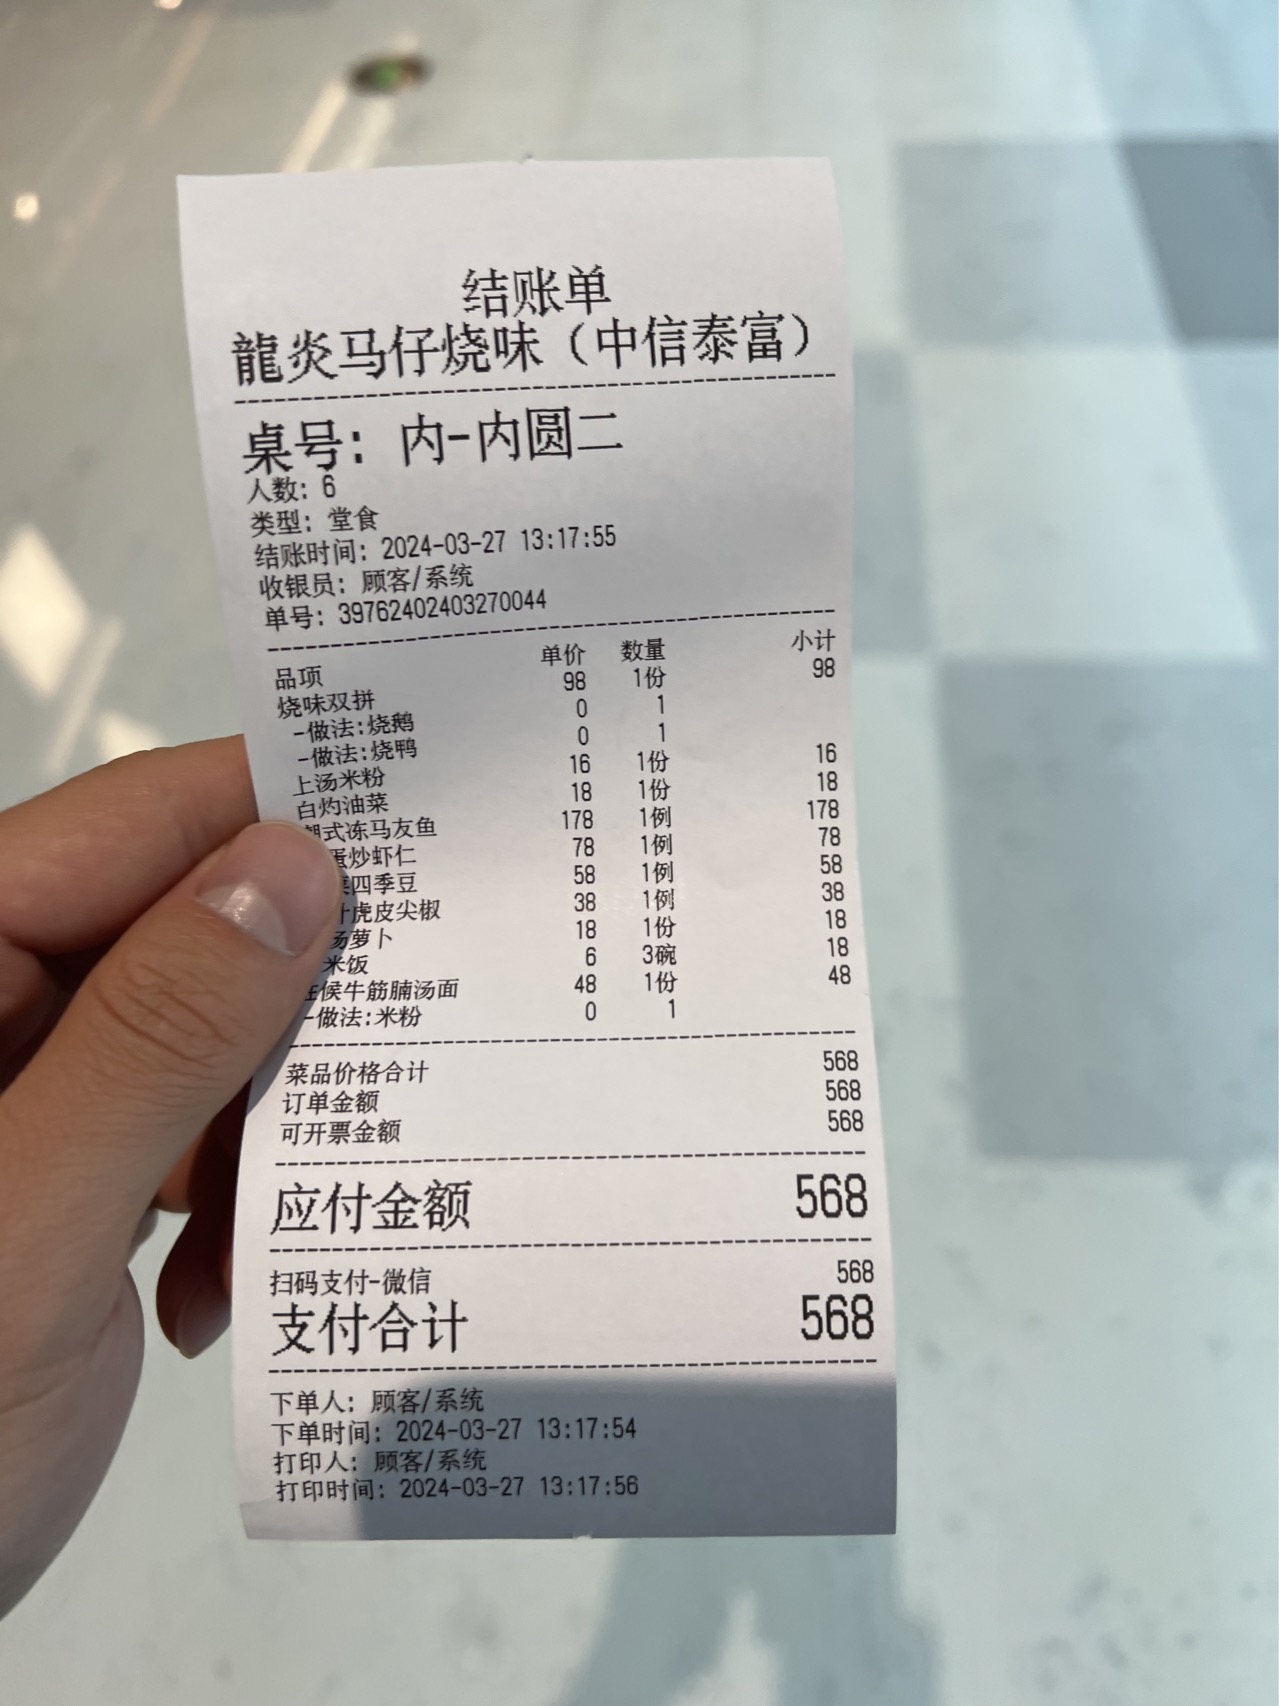 结账单
龍炎马仔烧味（中信泰富）
桌号: 内-内圆二
人数: 6
类型: 堂食
结账时间: 2024-03-27 13:17:55
收银员: 顾客/系统
单号: 39762402403270044
品项 单价 数量 小计
烧味双拼 98 1份 98
-做法:烧鹅 0 1
-做法:烧鸭 0 1
上汤米粉 16 1份 16
白灼油菜 18 1份 18
式冻马友鱼 178 1例 178
蛋炒虾仁 78 1例 78
四季豆 58 1例 58
虎皮尖椒 38 1例 38
汤萝卜 18 1份 18
米饭 6 3碗 18
候牛筋腩汤面 48 1份 48
-做法:米粉 0 1
菜品价格合计 568
订单金额 568
可开票金额 568
应付金额 568
扫码支付-微信 568
支付合计 568
下单人: 顾客/系统
下单时间: 2024-03-27 13:17:54
打印人: 顾客/系统
打印时间: 2024-03-27 13:17:56